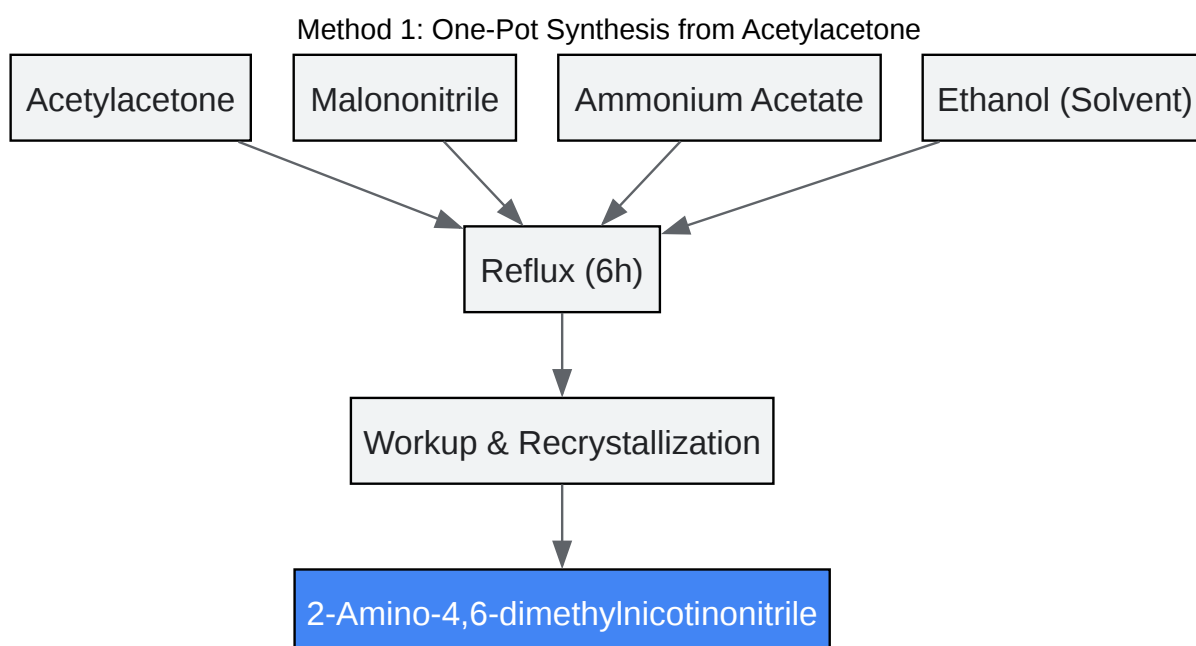 Method 1: One-Pot Synthesis from Acetylacetone
Acetylacetone
Malononitrile
Ammonium Acetate
Ethanol (Solvent)
Reflux (6h)
Workup & Recrystallization
2-Amino-4,6-dimethylnicotinonitrile